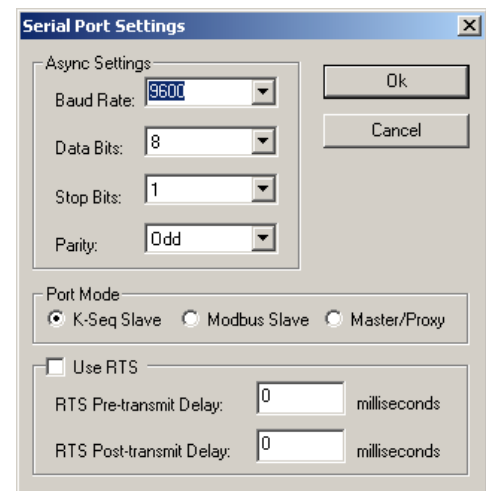 Serial Port Settings
Async Settings
Baud Rate: 9600
Data Bits: 8
Stop Bits: 1
Parity: Odd
Ok
Cancel
Port Mode
K-Seq Slave Modbus Slave Master/Proxy
Use RTS
RTS Pre-transmit Delay: 0 milliseconds
RTS Post-transmit Delay: 0 milliseconds